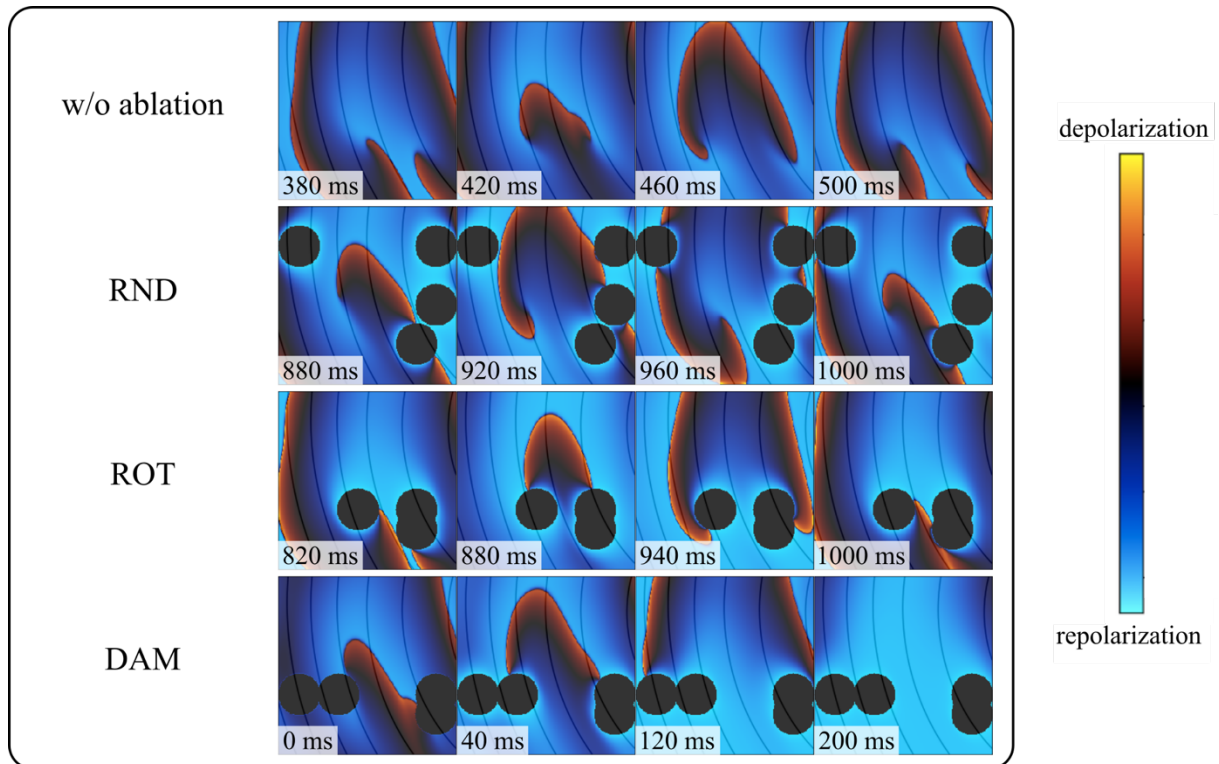 w/o ablation
380 ms
420 ms
460 ms
500 ms
RND
880 ms
920 ms
960 ms
1000 ms
ROT
820 ms
880 ms
940 ms
1000 ms
DAM
0 ms
40 ms
120 ms
200 ms
depolarization
repolarization